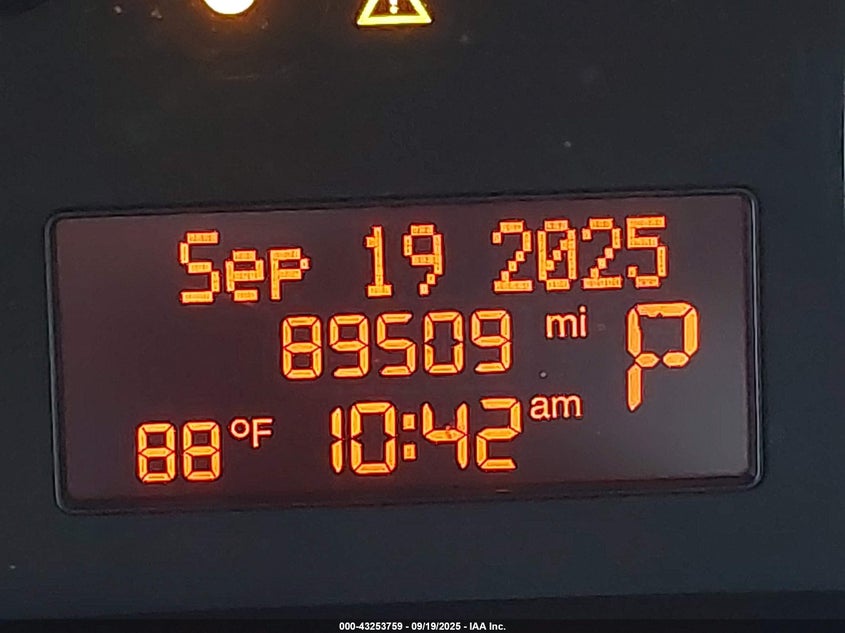 Sep 19 2025
89509 mi P
88 °F 10:42 am
000-43253759 - 09/19/2025 - IAA Inc.